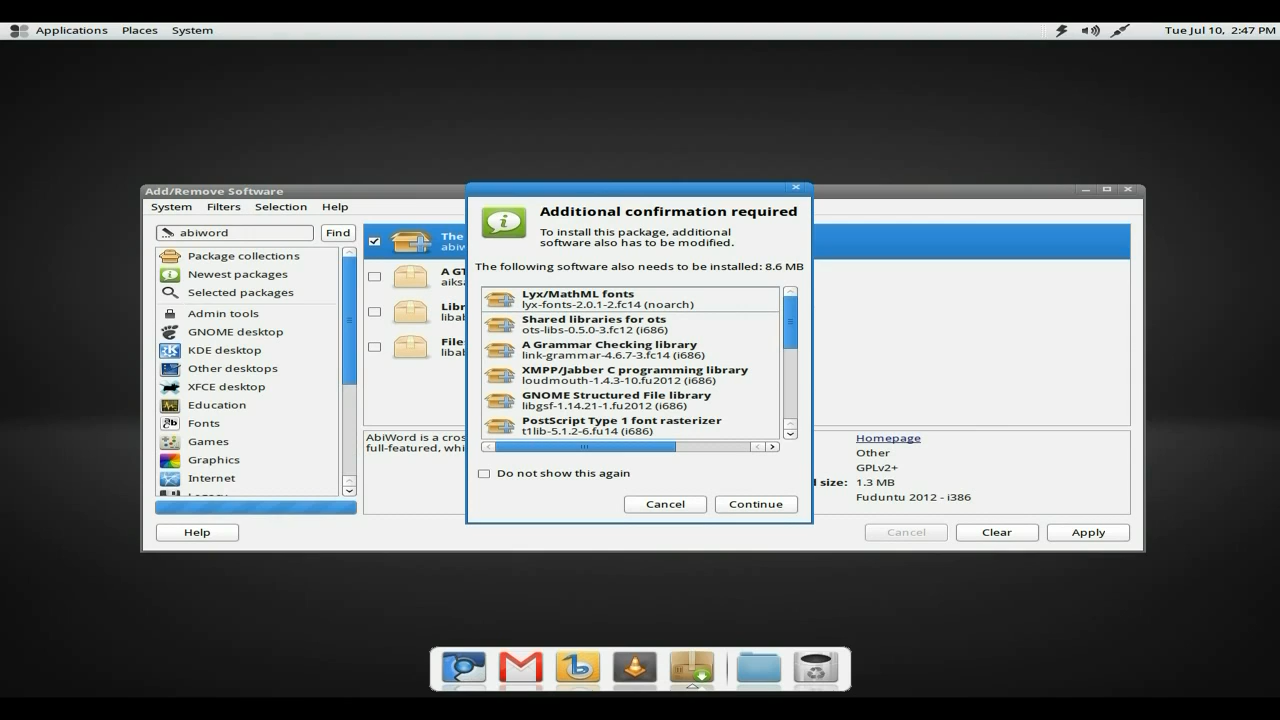 Applications Places System
Tue Jul 10, 2:47 PM
Add/Remove Software
System Filters Selection Help
abiword
Find
Package collections
Newest packages
Selected packages
Admin tools
GNOME desktop
KDE desktop
Other desktops
XFCE desktop
Education
Fonts
Games
Graphics
Internet
Help
The
abiw
A GT
aiks
Libr
liba
File
liba
AbiWord is a cros
full-featured, whi
Additional confirmation required
To install this package, additional
software also has to be modified.
The following software also needs to be installed: 8.6 MB
Lyx/MathML fonts
lyx-fonts-2.0.1-2.fc14 (noarch)
Shared libraries for ots
ots-libs-0.5.0-3.fc12 (i686)
A Grammar Checking library
link-grammar-4.6.7-3.fc14 (i686)
XMPP/Jabber C programming library
loudmouth-1.4.3-10.fu2012 (i686)
GNOME Structured File library
libgsf-1.14.21-1.fu2012 (i686)
PostScript Type 1 font rasterizer
t1lib-5.1.2-6.fu14 (i686)
Do not show this again
Cancel Continue
Homepage
Other
GPLv2+
size: 1.3 MB
Fuduntu 2012 - i386
Cancel Clear Apply